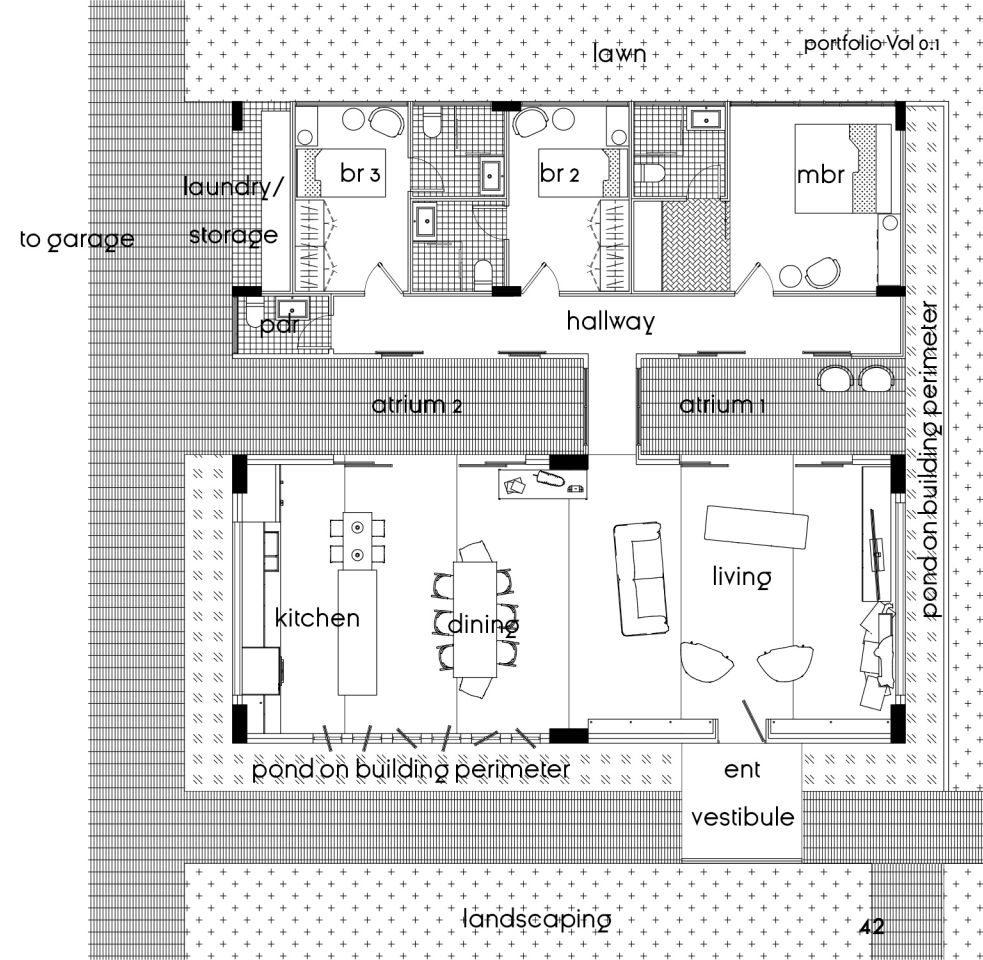 lawn
portfolio Vol 0:1
br 3
br 2
mbr
laundry/
storage
to garage
pdr
hallway
atrium 2
atrium 1
pond on building perimeter
living
kitchen
dining
pond on building perimeter
ent
vestibule
landscaping
42